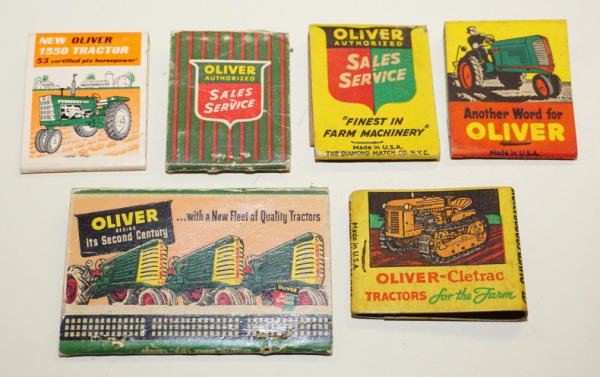 NEW OLIVER
1550 TRACTOR
53 certified pto horsepower*
OLIVER
AUTHORIZED
SALES
&
SERVICE
OLIVER
AUTHORIZED
SALES
SERVICE
"FINEST IN
FARM MACHINERY"
Made in U.S.A.
THE DIAMOND MATCH CO. N.Y.C.
Another Word for
OLIVER
Made in U.S.A.
OLIVER
BEGINS
its Second Century
...with a New Fleet of Quality Tractors
OLIVER
Made in U.S.A.
OLIVER-Cletrac
TRACTORS for the Farm